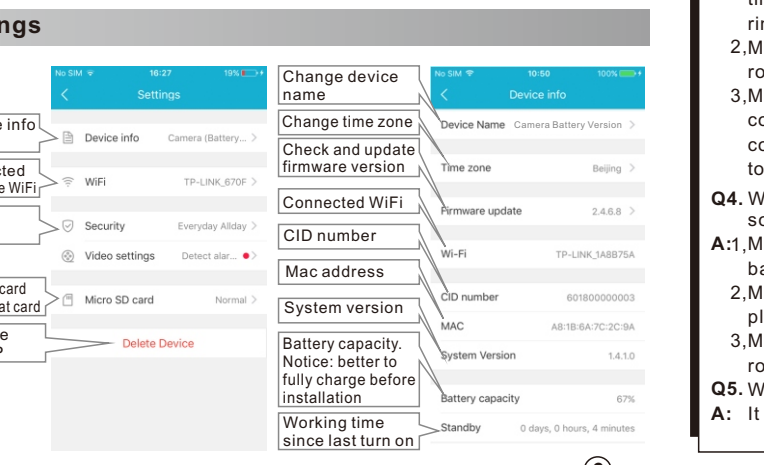 ngs
No SIM 16:27 19%
Settings
Device info Camera (Battery...
WiFi TP-LINK_670F
Security Everyday Allday
Video settings Detect alar...
Micro SD card Normal
Delete Device
e info
cted
e WiFi
card
at card
e
Change device
name
Change time zone
Check and update
firmware version
Connected WiFi
CID number
Mac address
System version
Battery capacity.
Notice: better to
fully charge before
installation
Working time
since last turn on
No SIM 10:50 100%
Device info
Device Name Camera Battery Version
Time zone Beijing
Firmware update 2.4.6.8
Wi-Fi TP-LINK_1A8B75A
CID number 601800000003
MAC A8:1B:6A:7C:2C:9A
System Version 1.4.1.0
Battery capacity 67%
Standby 0 days, 0 hours, 4 minutes
rin
2,M
ro
3,M
co
co
to
Q4. W
so
A:1,M
ba
2,M
pl
3,M
ro
Q5. W
A: It